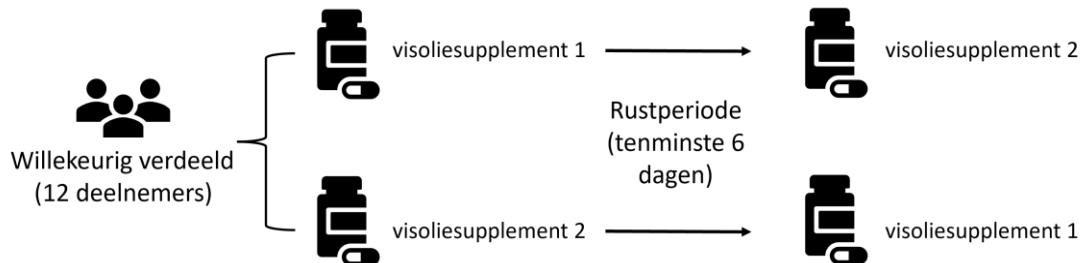 visoliesupplement 1
visoliesupplement 2
Willekeurig verdeeld
(12 deelnemers)
Rustperiode
(tenminste 6
dagen)
visoliesupplement 2
visoliesupplement 1